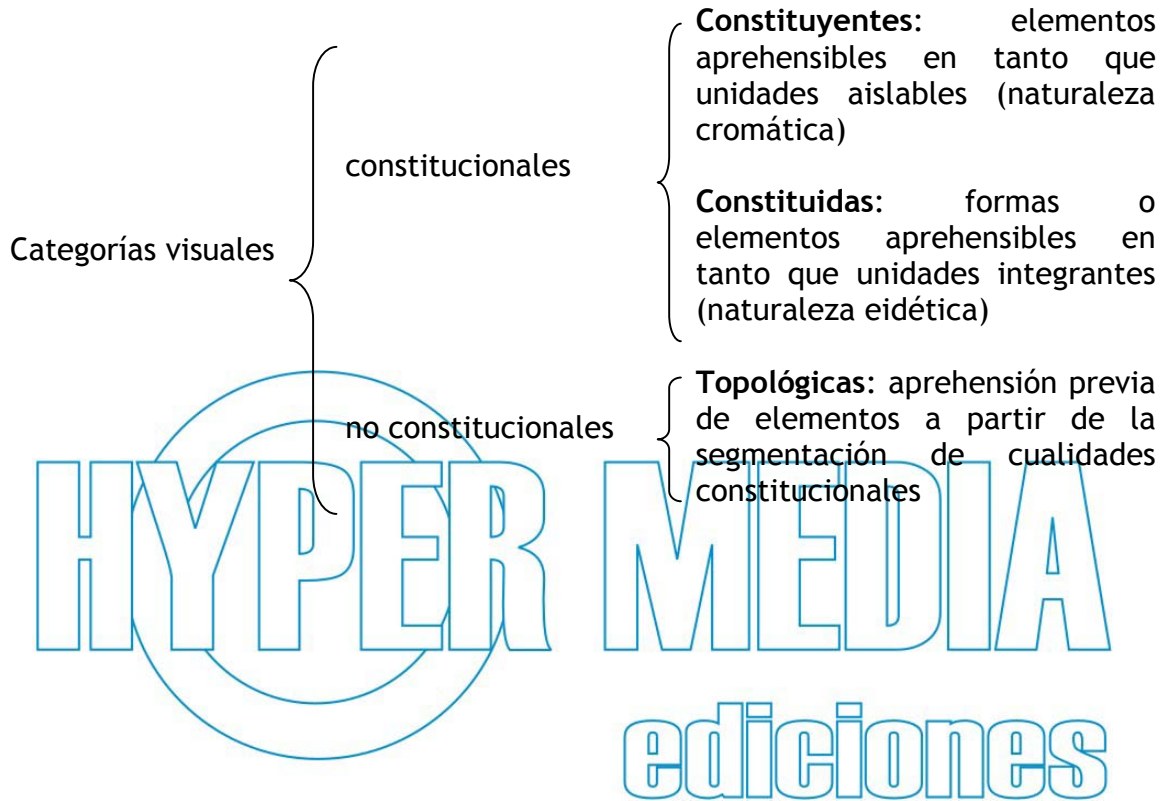 Categorías visuales
constitucionales
Constituyentes: elementos
aprehensibles en tanto que
unidades aislables (naturaleza
cromática)
Constituidas: formas o
elementos aprehensibles en
tanto que unidades integrantes
(naturaleza eidética)
no constitucionales
Topológicas: aprehensión previa
de elementos a partir de la
segmentación de cualidades
constitucionales
HYPER MEDIA
ediciones